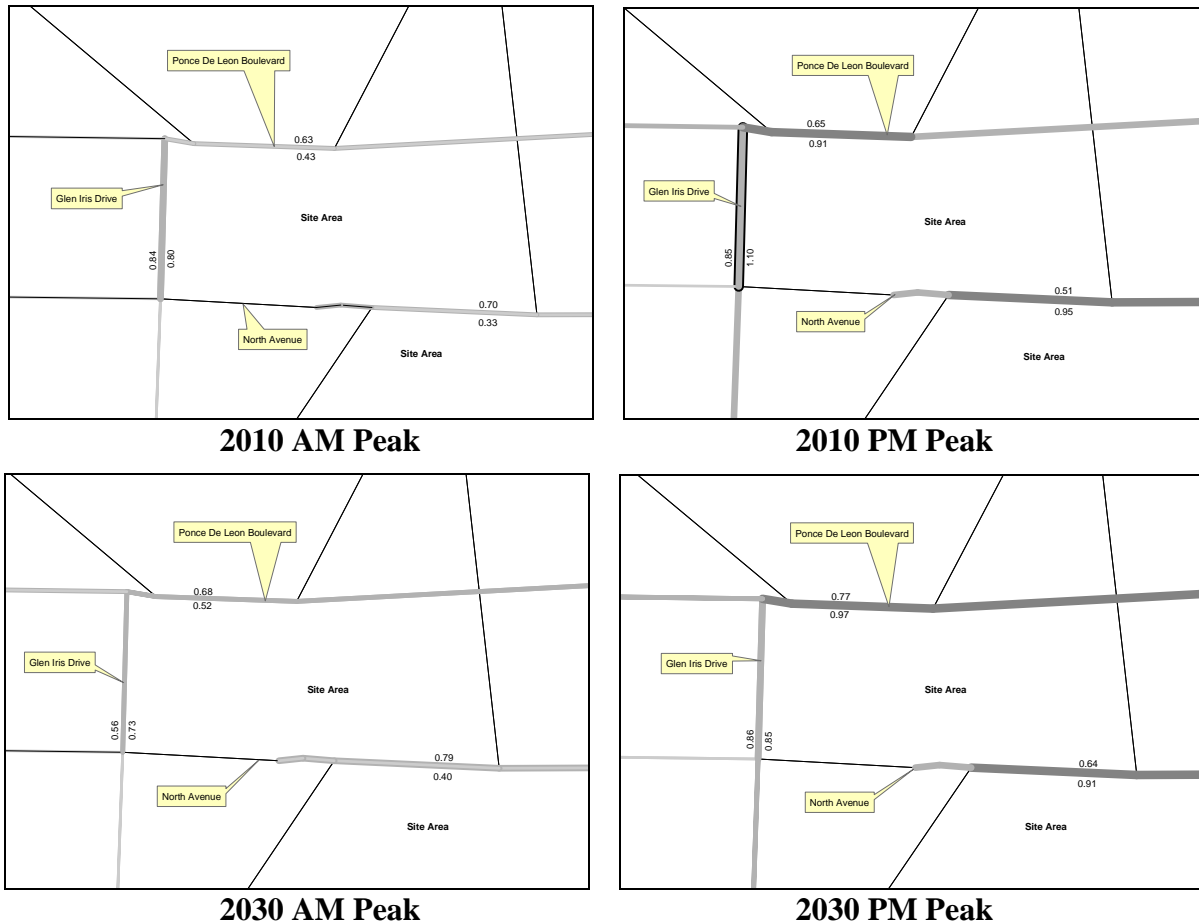 Ponce De Leon Boulevard
0.63
0.43
Glen Iris Drive
Site Area
0.84
0.80
0.70
0.33
North Avenue
Site Area
2010 AM Peak
Ponce De Leon Boulevard
0.65
0.91
Glen Iris Drive
Site Area
0.85
1.10
0.51
0.95
North Avenue
Site Area
2010 PM Peak
Ponce De Leon Boulevard
0.68
0.52
Glen Iris Drive
Site Area
0.56
0.73
0.79
0.40
North Avenue
Site Area
2030 AM Peak
Ponce De Leon Boulevard
0.77
0.97
Glen Iris Drive
Site Area
0.86
0.85
0.64
0.91
North Avenue
Site Area
2030 PM Peak